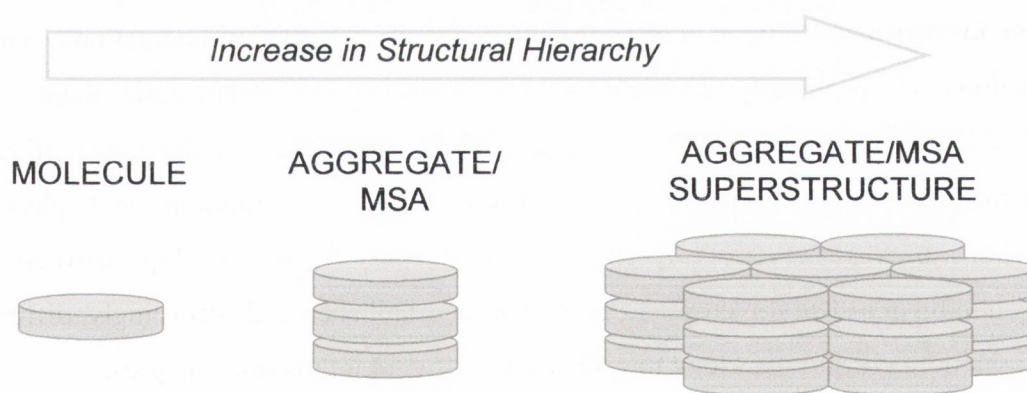 Increase in Structural Hierarchy
MOLECULE
AGGREGATE/
MSA
AGGREGATE/MSA
SUPERSTRUCTURE